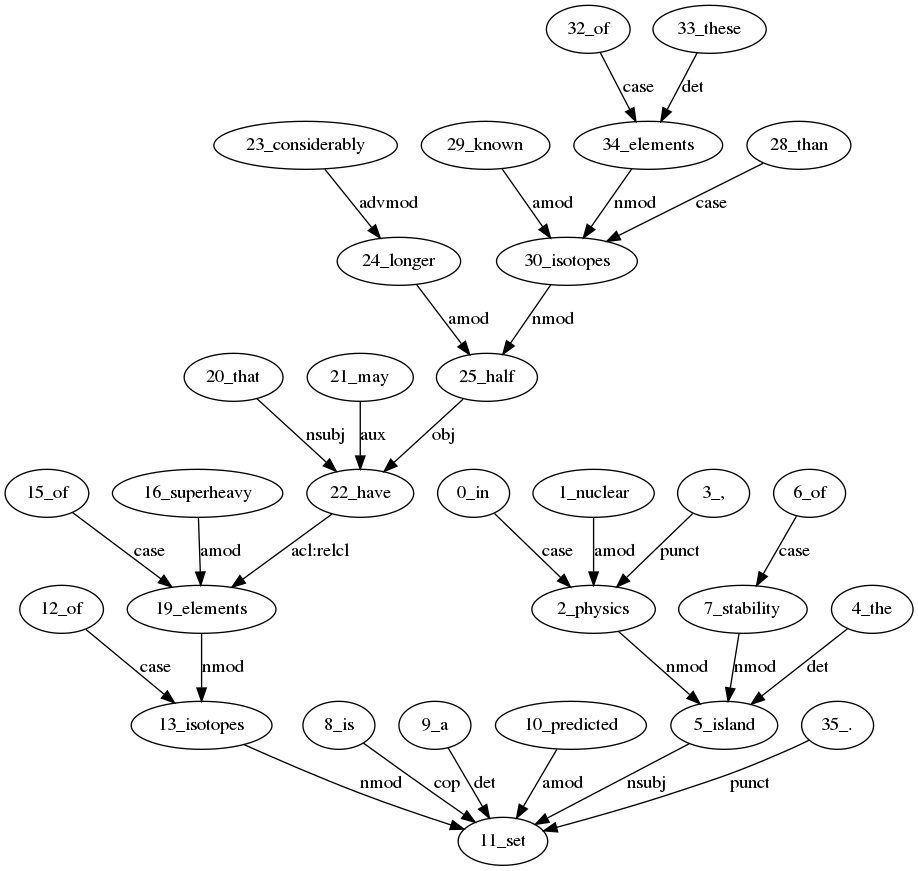 32_of 33_these
case det
23_considerably 29_known 34_elements 28_than
advmod amod nmod case
24_longer 30_isotopes
amod nmod
20_that 21_may 25_half
nsubj aux obj
15_of 16_superheavy 22_have 0_in 1_nuclear 3_, 6_of
case amod acl:relcl case amod punct case
12_of 19_elements 2_physics 7_stability 4_the
case nmod nmod nmod det
13_isotopes 8_is 9_a 10_predicted 5_island 35_.
nmod cop det amod nsubj punct
11_set